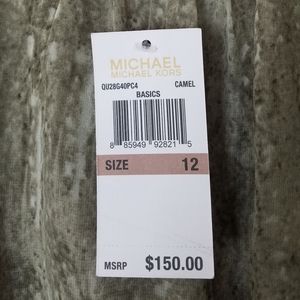 MICHAEL
MICHAEL KORS
QU28G40PC4 CAMEL
BASICS
8 85949 92821 5
SIZE 12
MSRP $150.00